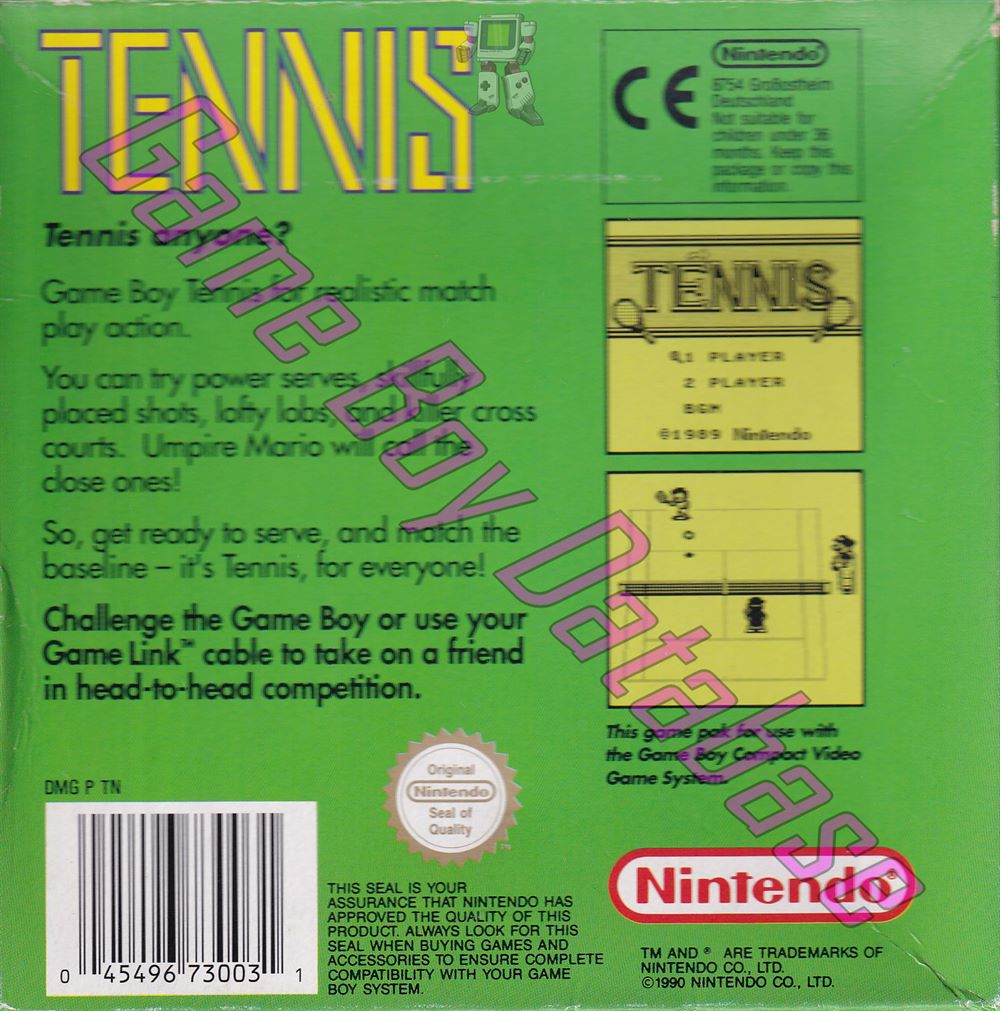 TENNIS
Tennis anyone?
Game Boy Tennis for realistic match
play action.
You can try power serves, skilfully
placed shots, lofty lobs, and killer cross
courts. Umpire Mario will call the
close ones!
So, get ready to serve, and match the
baseline – it's Tennis, for everyone!
Challenge the Game Boy or use your
Game Link™ cable to take on a friend
in head-to-head competition.
DMG P TN
0 45496 73003 1
Original
Nintendo
Seal of
Quality
™
THIS SEAL IS YOUR
ASSURANCE THAT NINTENDO HAS
APPROVED THE QUALITY OF THIS
PRODUCT. ALWAYS LOOK FOR THIS
SEAL WHEN BUYING GAMES AND
ACCESSORIES TO ENSURE COMPLETE
COMPATIBILITY WITH YOUR GAME
BOY SYSTEM.
CE
Nintendo
8754 Großostheim
Deutschland
Not suitable for
children under 36
months. Keep this
package or copy this
information.
TENNIS
1 PLAYER
2 PLAYER
BGM
©1989 Nintendo
This game pak for use with
the Game Boy Compact Video
Game System.
Nintendo®
TM AND ® ARE TRADEMARKS OF
NINTENDO CO., LTD.
©1990 NINTENDO CO., LTD.
Game Boy Database